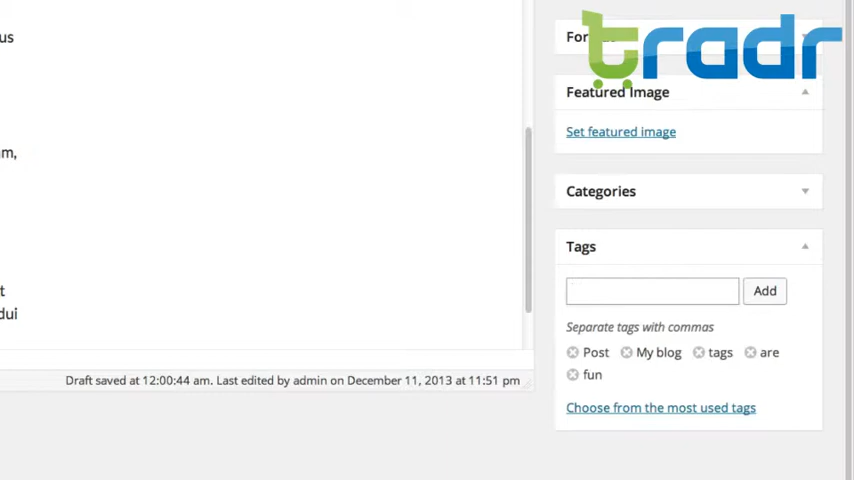 us
tradr
Featured Image
Set featured image
m,
Categories
Tags
Add
t
dui
Separate tags with commas
Post My blog tags are
fun
Draft saved at 12:00:44 am. Last edited by admin on December 11, 2013 at 11:51 pm
Choose from the most used tags